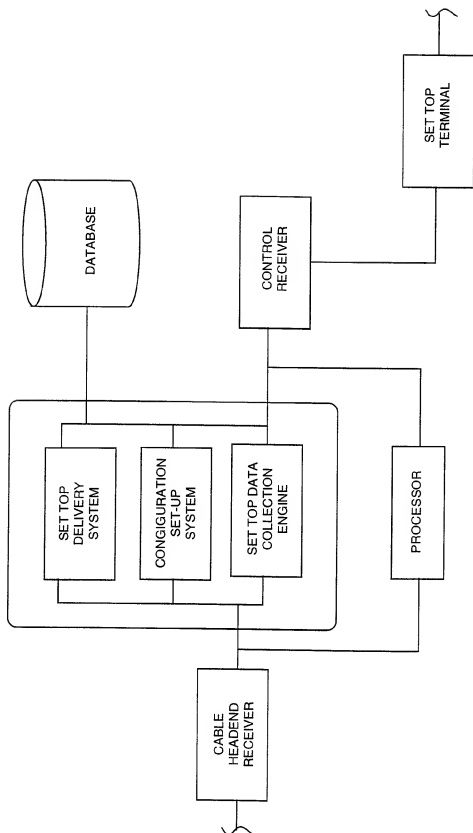 SET TOP
TERMINAL
DATABASE
CONTROL
RECEIVER
SET TOP
DELIVERY
SYSTEM
CONGIGURATION
SET-UP
SYSTEM
SET TOP DATA
COLLECTION
ENGINE
PROCESSOR
CABLE
HEADEND
RECEIVER